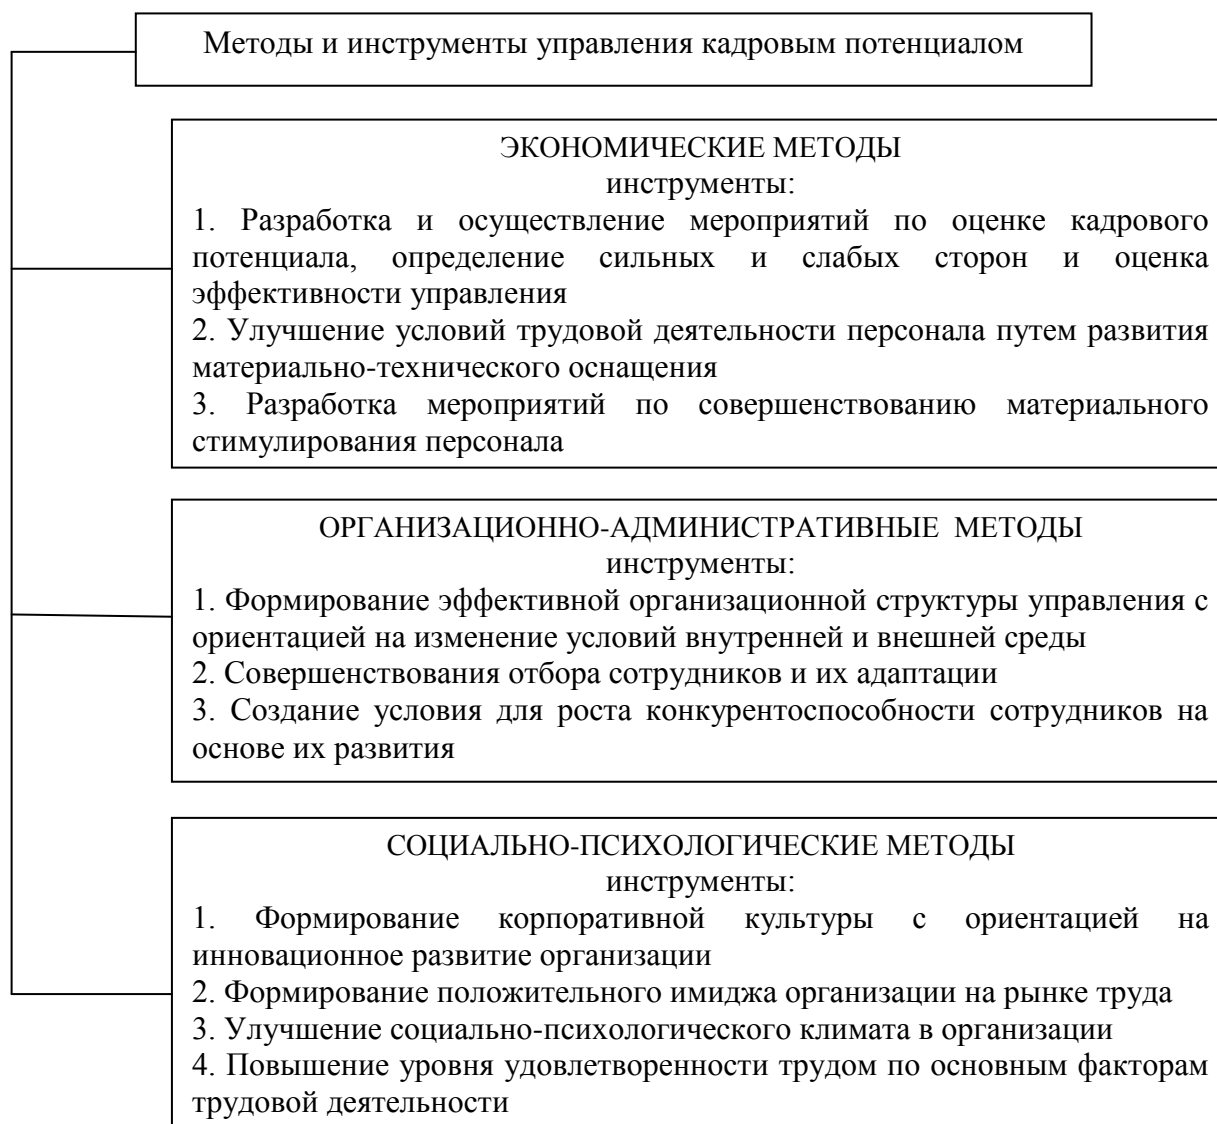 Методы и инструменты управления кадровым потенциалом
ЭКОНОМИЧЕСКИЕ МЕТОДЫ
инструменты:
1. Разработка и осуществление мероприятий по оценке кадрового
потенциала, определение сильных и слабых сторон и оценка
эффективности управления
2. Улучшение условий трудовой деятельности персонала путем развития
материально-технического оснащения
3. Разработка мероприятий по совершенствованию материального
стимулирования персонала
ОРГАНИЗАЦИОННО-АДМИНИСТРАТИВНЫЕ МЕТОДЫ
инструменты:
1. Формирование эффективной организационной структуры управления с
ориентацией на изменение условий внутренней и внешней среды
2. Совершенствования отбора сотрудников и их адаптации
3. Создание условия для роста конкурентоспособности сотрудников на
основе их развития
СОЦИАЛЬНО-ПСИХОЛОГИЧЕСКИЕ МЕТОДЫ
инструменты:
1. Формирование корпоративной культуры с ориентацией на
инновационное развитие организации
2. Формирование положительного имиджа организации на рынке труда
3. Улучшение социально-психологического климата в организации
4. Повышение уровня удовлетворенности трудом по основным факторам
трудовой деятельности